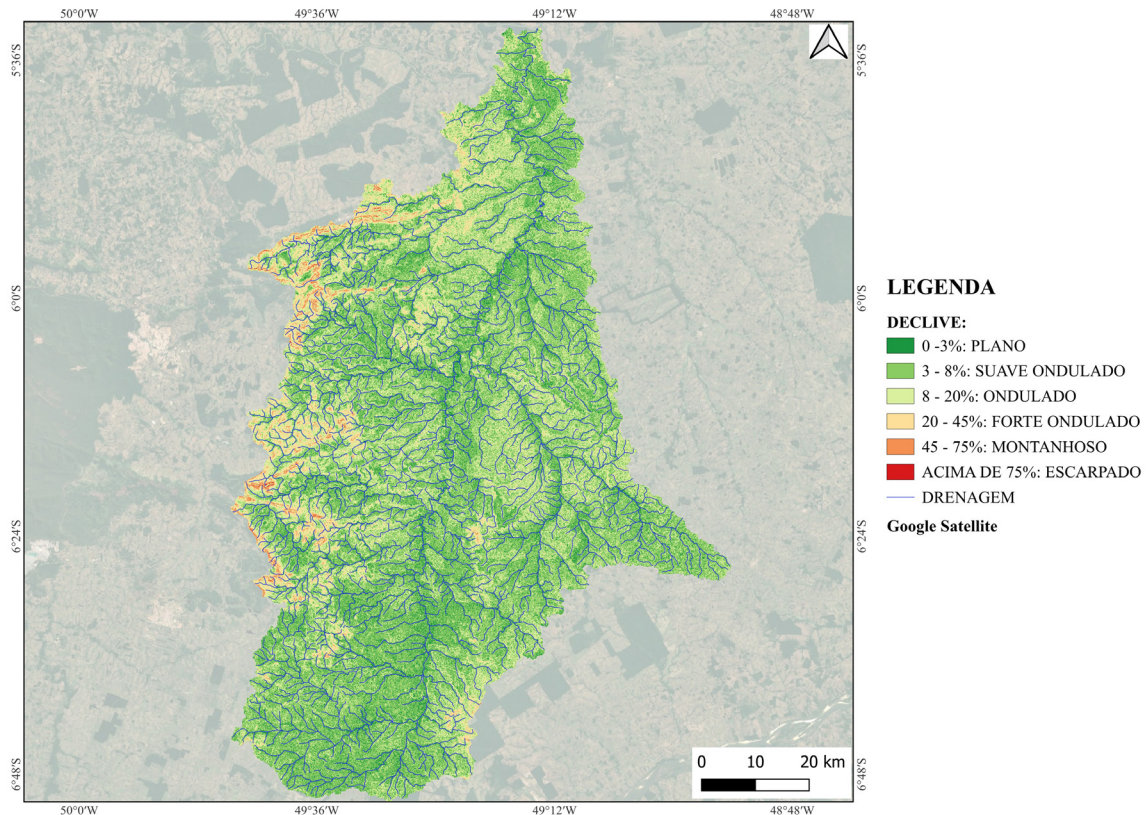 50°0'W 49°36'W 49°12'W 48°48'W
5°36'S 5°36'S
6°0'S 6°0'S
6°24'S 6°24'S
6°48'S 6°48'S
LEGENDA
DECLIVE:
0 -3%: PLANO
3 - 8%: SUAVE ONDULADO
8 - 20%: ONDULADO
20 - 45%: FORTE ONDULADO
45 - 75%: MONTANHOSO
ACIMA DE 75%: ESCARPADO
DRENAGEM
Google Satellite
0 10 20 km
50°0'W 49°36'W 49°12'W 48°48'W